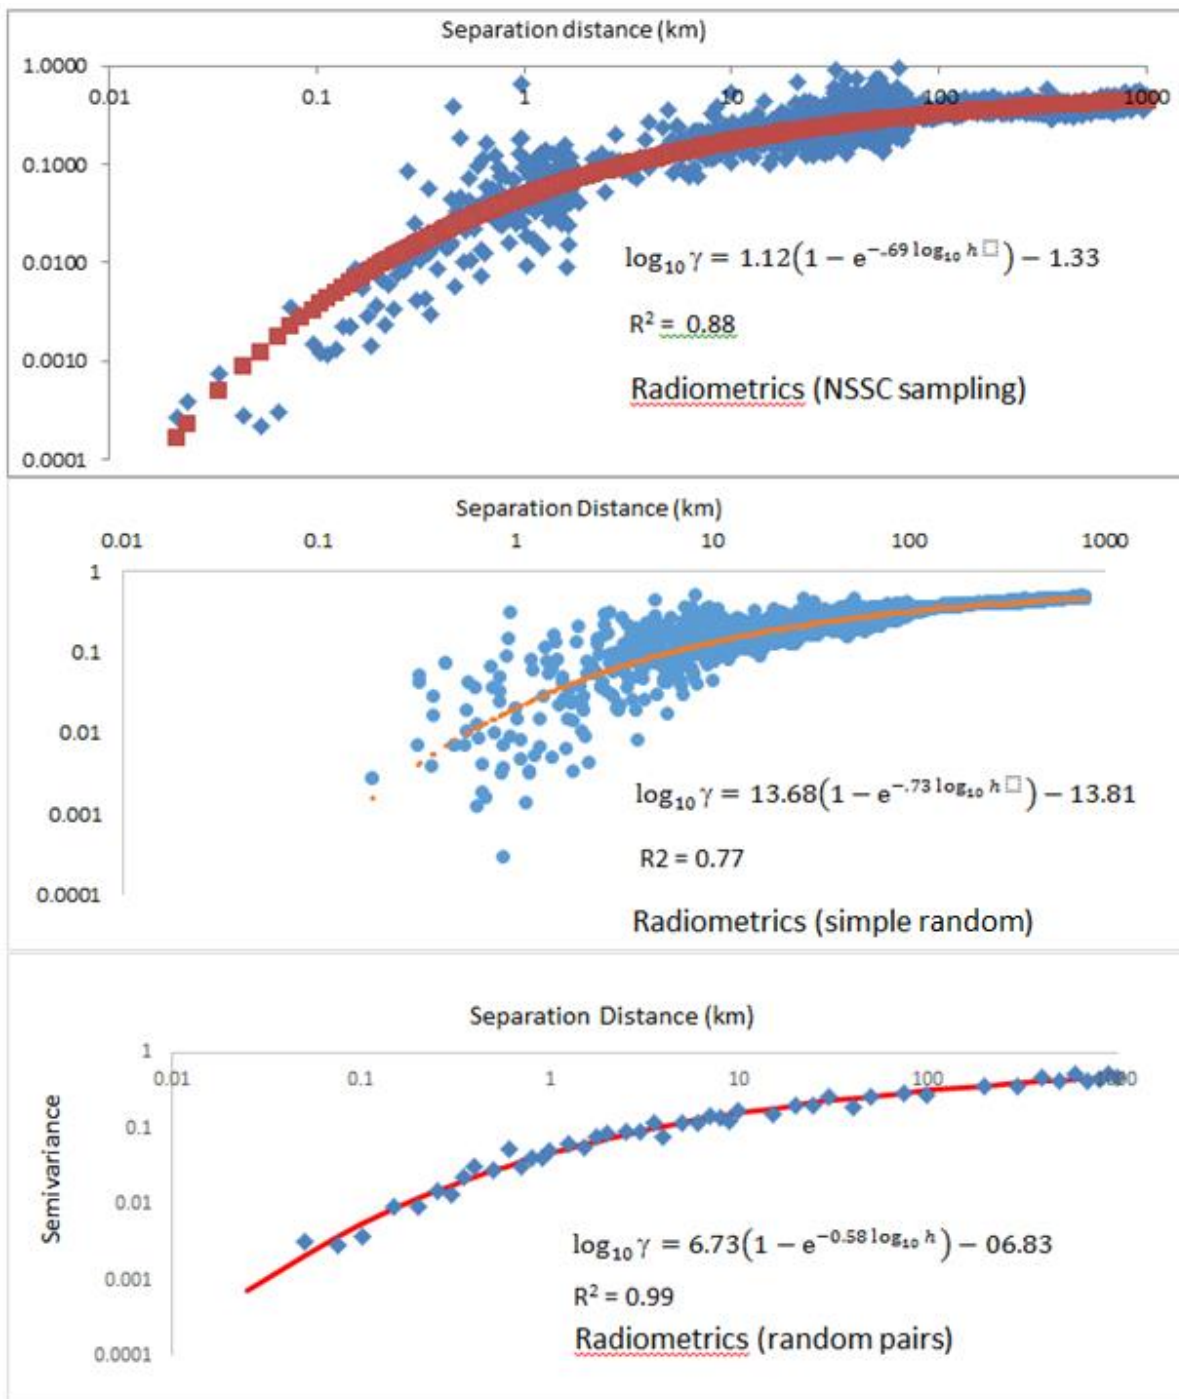 Separation distance (km)
1.0000
0.01 0.1 1 10 100 1000
0.1000
0.0100
log₁₀ γ = 1.12(1 − e^{−.69 log₁₀ h □}) − 1.33
R² = 0.88
0.0010
Radiometrics (NSSC sampling)
0.0001
Separation Distance (km)
0.01 0.1 1 10 100 1000
1
0.1
0.01
log₁₀ γ = 13.68(1 − e^{−.73 log₁₀ h □}) − 13.81
0.001
R2 = 0.77
0.0001
Radiometrics (simple random)
Separation Distance (km)
1
0.01 0.1 1 10 100 1000
Semivariance
0.1
0.01
log₁₀ γ = 6.73(1 − e^{−0.58 log₁₀ h}) − 06.83
0.001
R² = 0.99
Radiometrics (random pairs)
0.0001